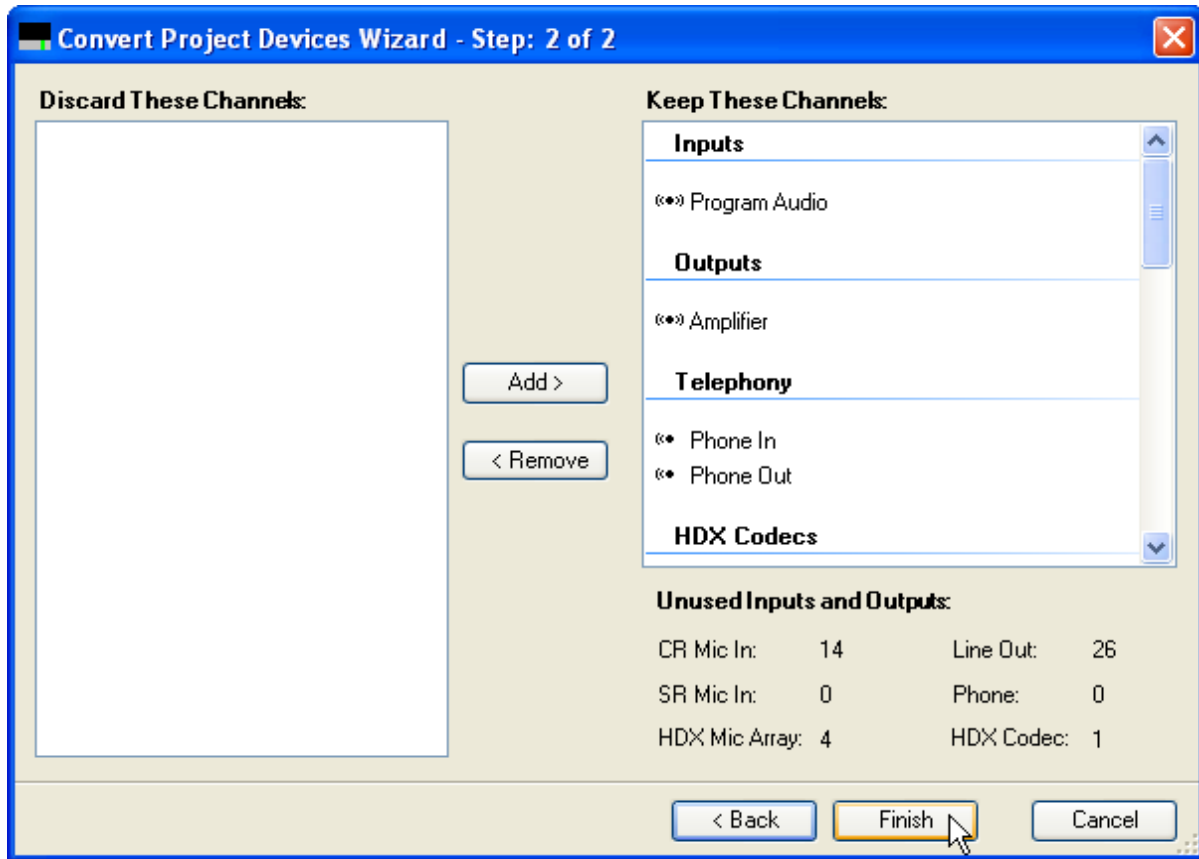 Convert Project Devices Wizard - Step: 2 of 2
Discard These Channels:
Keep These Channels:
Inputs
Program Audio
Outputs
Amplifier
Telephony
Phone In
Phone Out
HDX Codecs
Add >
< Remove
Unused Inputs and Outputs:
CR Mic In: 14 Line Out: 26
SR Mic In: 0 Phone: 0
HDX Mic Array: 4 HDX Codec: 1
< Back Finish Cancel